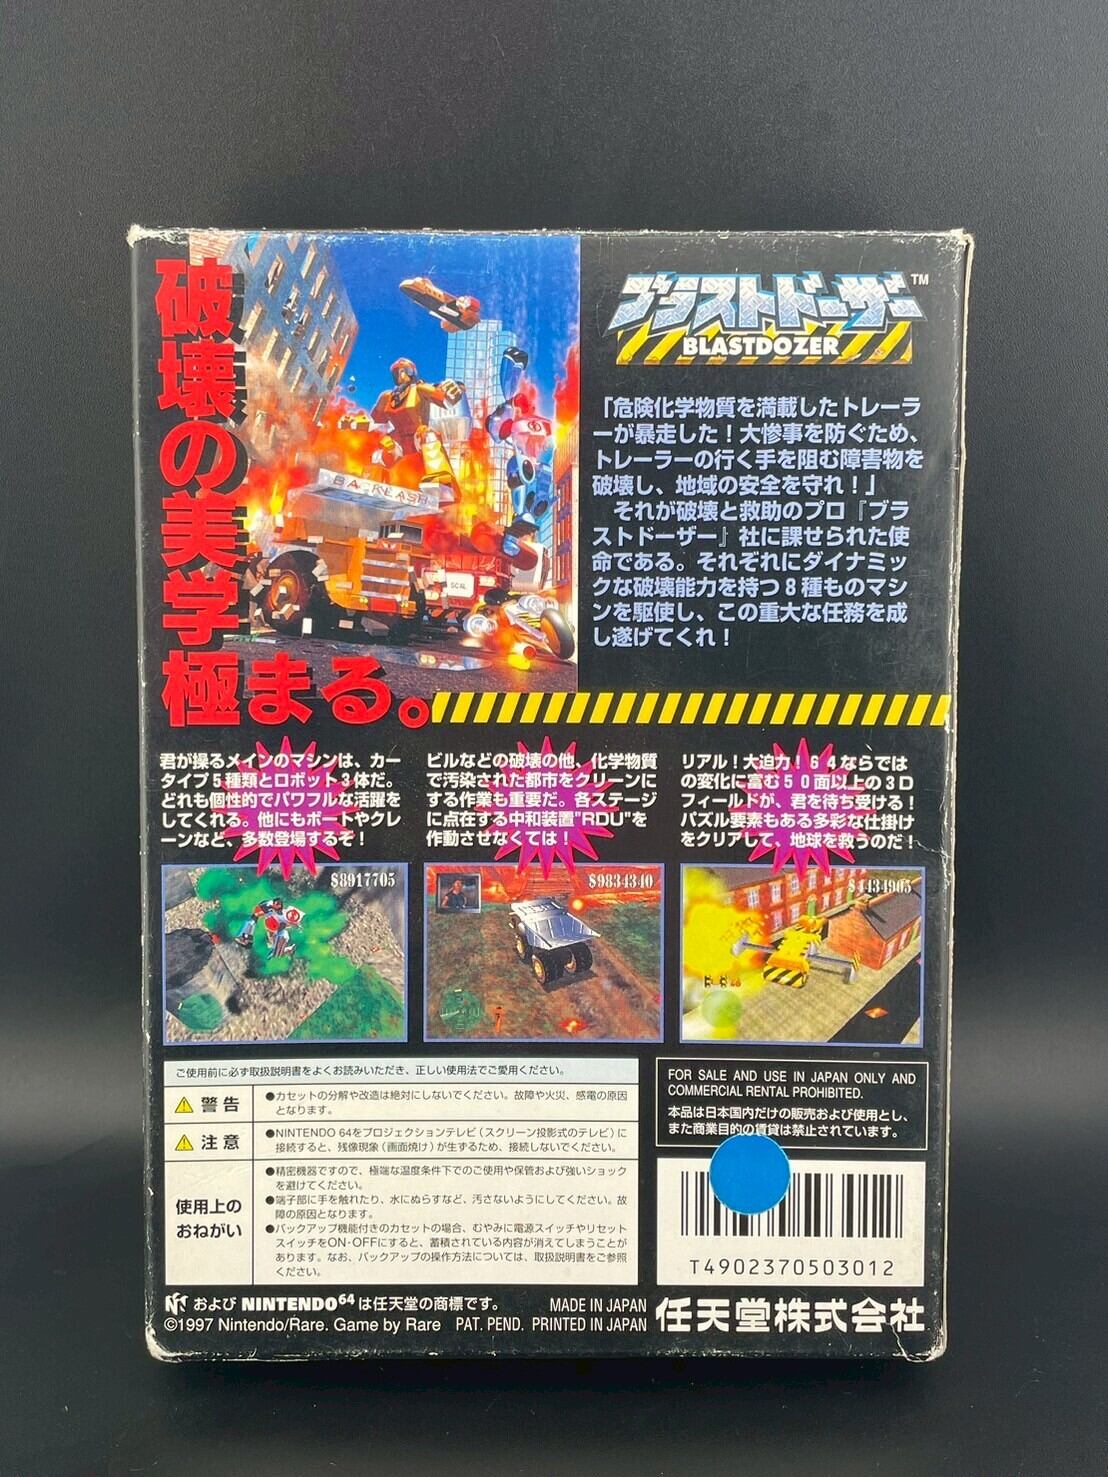 破壊の美学
極まる。
BACKLASH
ブラストドーザー™
BLASTDOZER
「危険化学物質を満載したトレーラ
ーが暴走した！大惨事を防ぐため、
トレーラーの行く手を阻む障害物を
破壊し、地域の安全を守れ！」
それが破壊と救助のプロ『ブラ
ストドーザー』社に課せられた使
命である。それぞれにダイナミッ
クな破壊能力を持つ8種ものマシ
ンを駆使し、この重大な任務を成
し遂げてくれ！
君が操るメインのマシンは、カー
タイプ5種類とロボット3体だ。
どれも個性的でパワフルな活躍を
してくれる。他にもボートやクレ
ーンなど、多数登場するぞ！
ビルなどの破壊の他、化学物質
で汚染された都市をクリーンに
する作業も重要だ。各ステージ
に点在する中和装置"RDU"を
作動させなくては！
リアル！大迫力！64ならでは
の変化に富む50面以上の3D
フィールドが、君を待ち受ける！
パズル要素もある多彩な仕掛け
をクリアして、地球を救うのだ！
$8917705
$9834340
$4434905
ご使用前に必ず取扱説明書をよくお読みいただき、正しい使用法でご愛用ください。
警告
●カセットの分解や改造は絶対にしないでください。故障や火災、感電の原因
となります。
注意
●NINTENDO 64をプロジェクションテレビ（スクリーン投影式のテレビ）に
接続すると、残像現象（画面焼け）が生ずるため、接続しないでください。
使用上の
おねがい
●精密機器ですので、極端な温度条件下でのご使用や保管および強いショック
を避けてください。
●端子部に手を触れたり、水にぬらすなど、汚さないようにしてください。故
障の原因となります。
●バックアップ機能付きのカセットの場合、むやみに電源スイッチやリセット
スイッチをON・OFFにすると、蓄積されている内容が消えてしまうことが
あります。なお、バックアップの操作方法については、取扱説明書をご参照
ください。
FOR SALE AND USE IN JAPAN ONLY AND
COMMERCIAL RENTAL PROHIBITED.
本品は日本国内だけの販売および使用とし、
また商業目的の賃貸は禁止されています。
T4902370503012
および NINTENDO64 は任天堂の商標です。
©1997 Nintendo/Rare. Game by Rare
MADE IN JAPAN
PAT. PEND. PRINTED IN JAPAN
任天堂株式会社